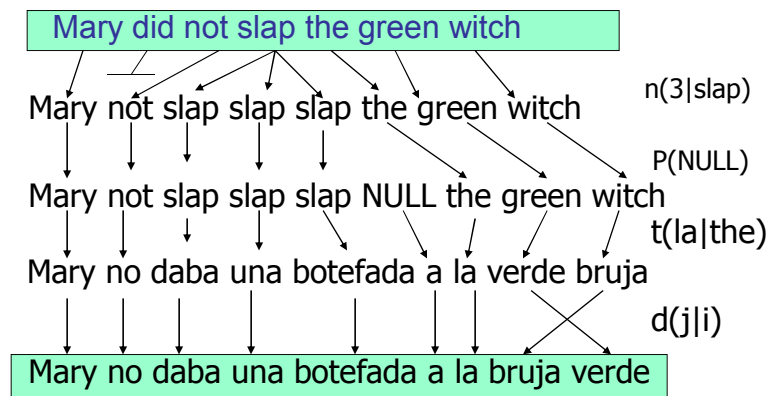 Mary did not slap the green witch
Mary not slap slap slap the green witch
n(3|slap)
P(NULL)
Mary not slap slap slap NULL the green witch
t(la|the)
Mary no daba una botefada a la verde bruja
d(j|i)
Mary no daba una botefada a la bruja verde